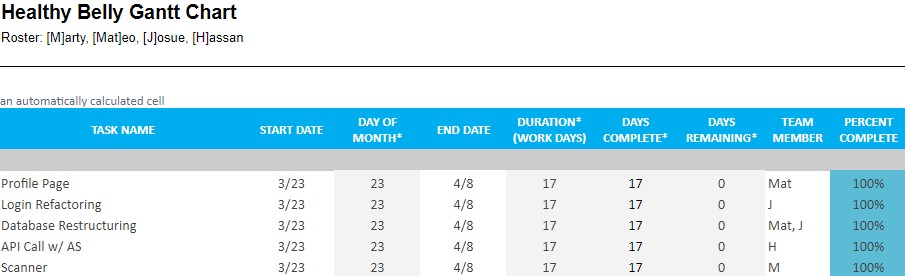 Healthy Belly Gantt Chart
Roster: [M]arty, [Mat]eo, [J]osue, [H]assan
an automatically calculated cell
TASK NAME START DATE DAY OF MONTH* END DATE DURATION* (WORK DAYS) DAYS COMPLETE* DAYS REMAINING* TEAM MEMBER PERCENT COMPLETE
Profile Page 3/23 23 4/8 17 17 0 Mat 100%
Login Refactoring 3/23 23 4/8 17 17 0 J 100%
Database Restructuring 3/23 23 4/8 17 17 0 Mat, J 100%
API Call w/ AS 3/23 23 4/8 17 17 0 H 100%
Scanner 3/23 23 4/8 17 17 0 M 100%